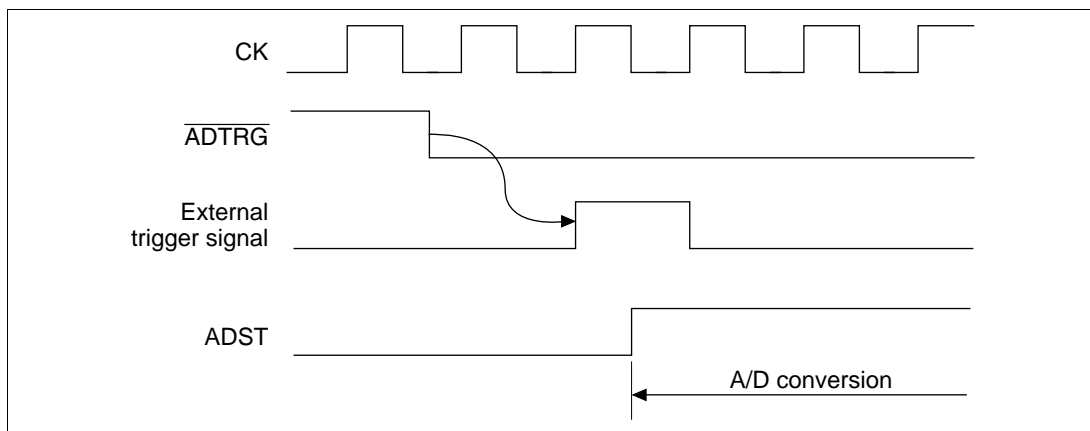 CK
ADTRG
External
trigger signal
ADST
A/D conversion